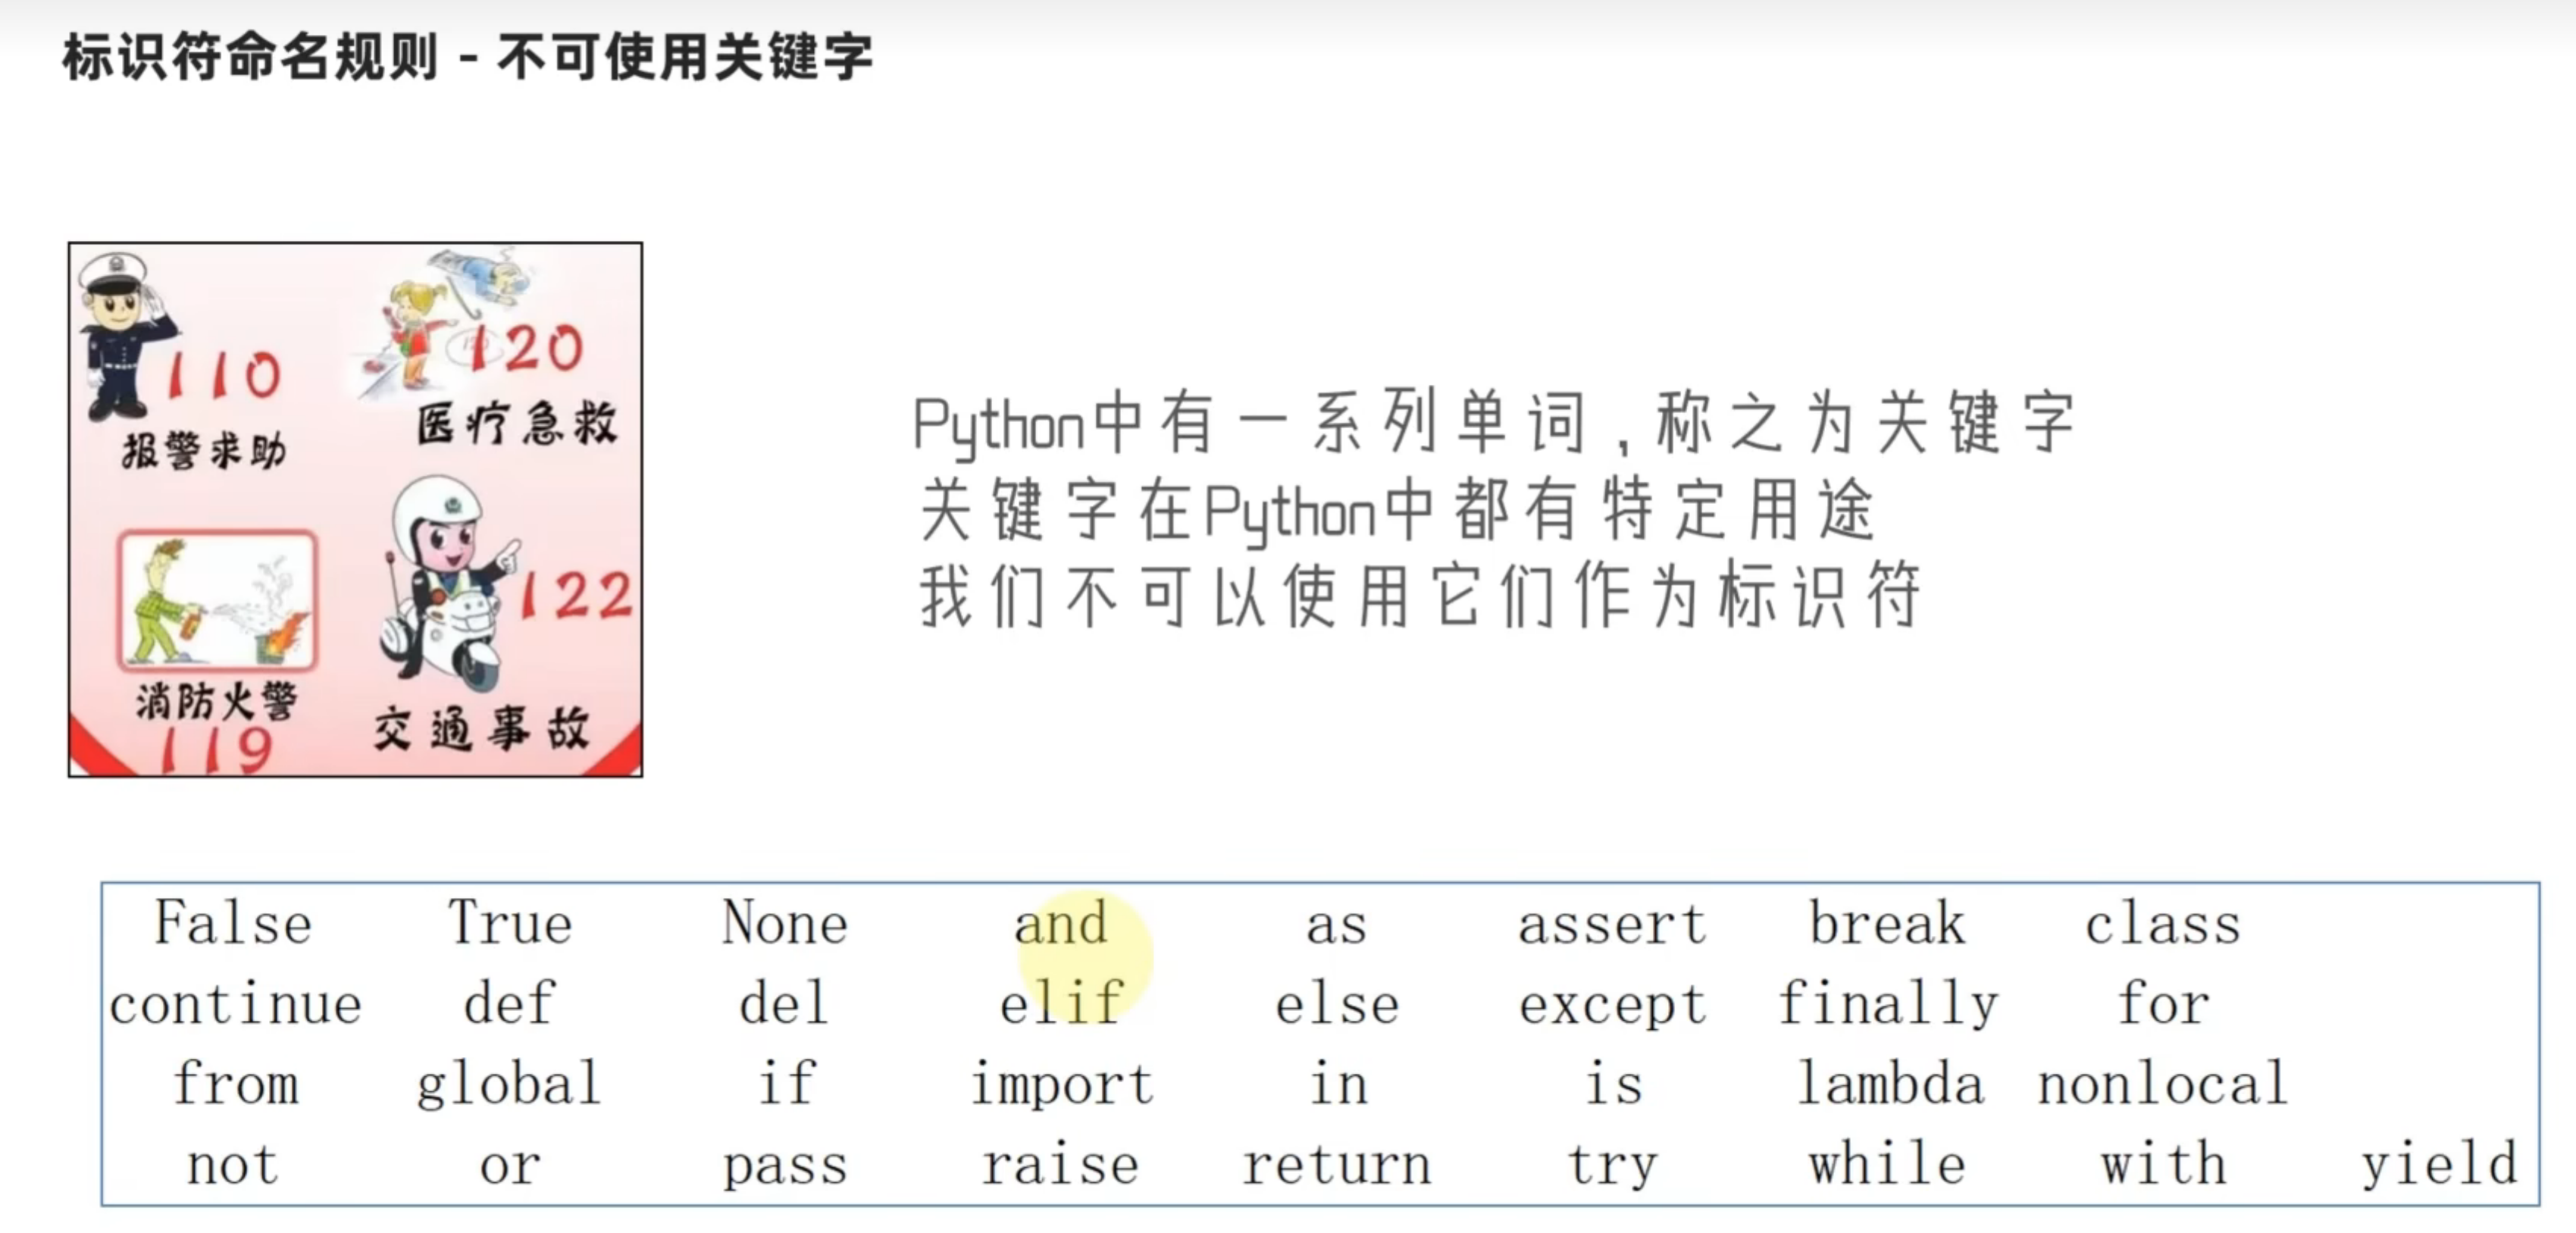 标识符命名规则 - 不可使用关键字
110
报警求助
120
医疗急救
消防火警
119
122
交通事故
Python中有一系列单词,称之为关键字
关键字在Python中都有特定用途
我们不可以使用它们作为标识符
False True None and as assert break class
continue def del elif else except finally for
from global if import in is lambda nonlocal
not or pass raise return try while with yield